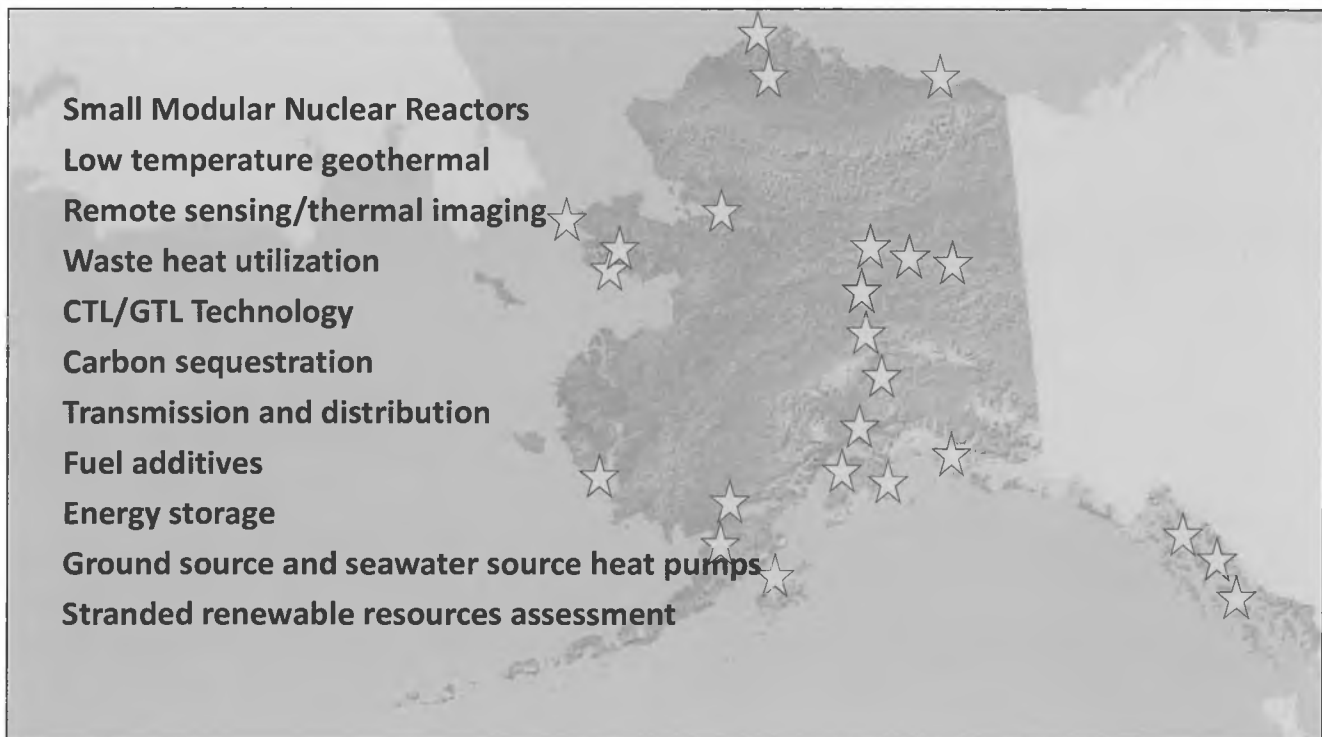 Small Modular Nuclear Reactors
Low temperature geothermal
Remote sensing/thermal imaging
Waste heat utilization
CTL/GTL Technology
Carbon sequestration
Transmission and distribution
Fuel additives
Energy storage
Ground source and seawater source heat pumps
Stranded renewable resources assessment